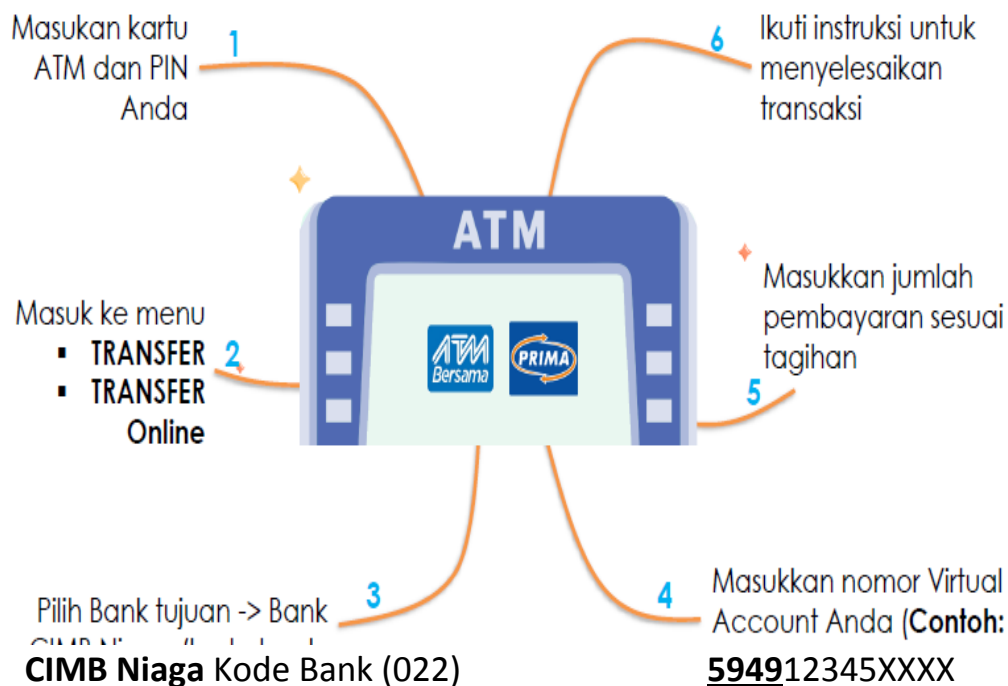 Masukan kartu
ATM dan PIN
Anda
1
Masuk ke menu
▪ TRANSFER
▪ TRANSFER
Online
2
Pilih Bank tujuan -> Bank
CIMB Niaga
3
CIMB Niaga Kode Bank (022)
ATM
ATM
Bersama
PRIMA
4
Masukkan nomor Virtual
Account Anda (Contoh:
594912345XXXX
5
Masukkan jumlah
pembayaran sesuai
tagihan
6
Ikuti instruksi untuk
menyelesaikan
transaksi